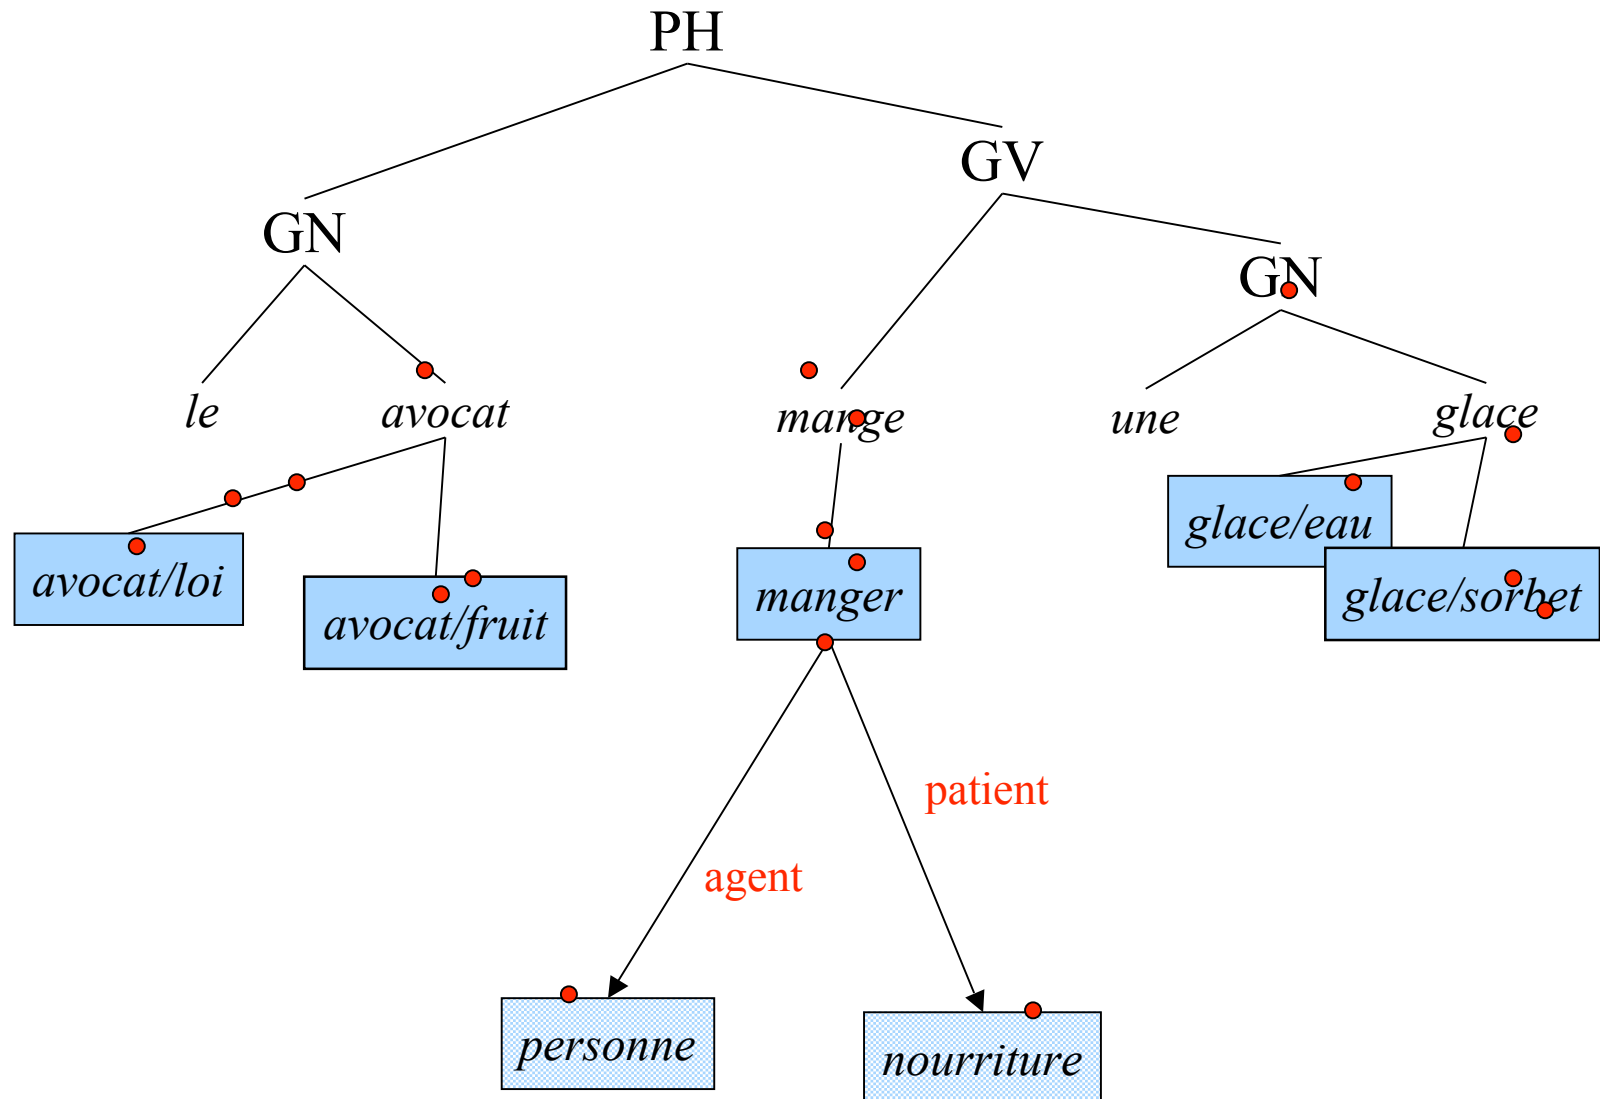 PH
GV
GN
GN
le
avocat
mange
une
glace
glace/eau
avocat/loi
avocat/fruit
manger
glace/sorbet
patient
agent
personne
nourriture